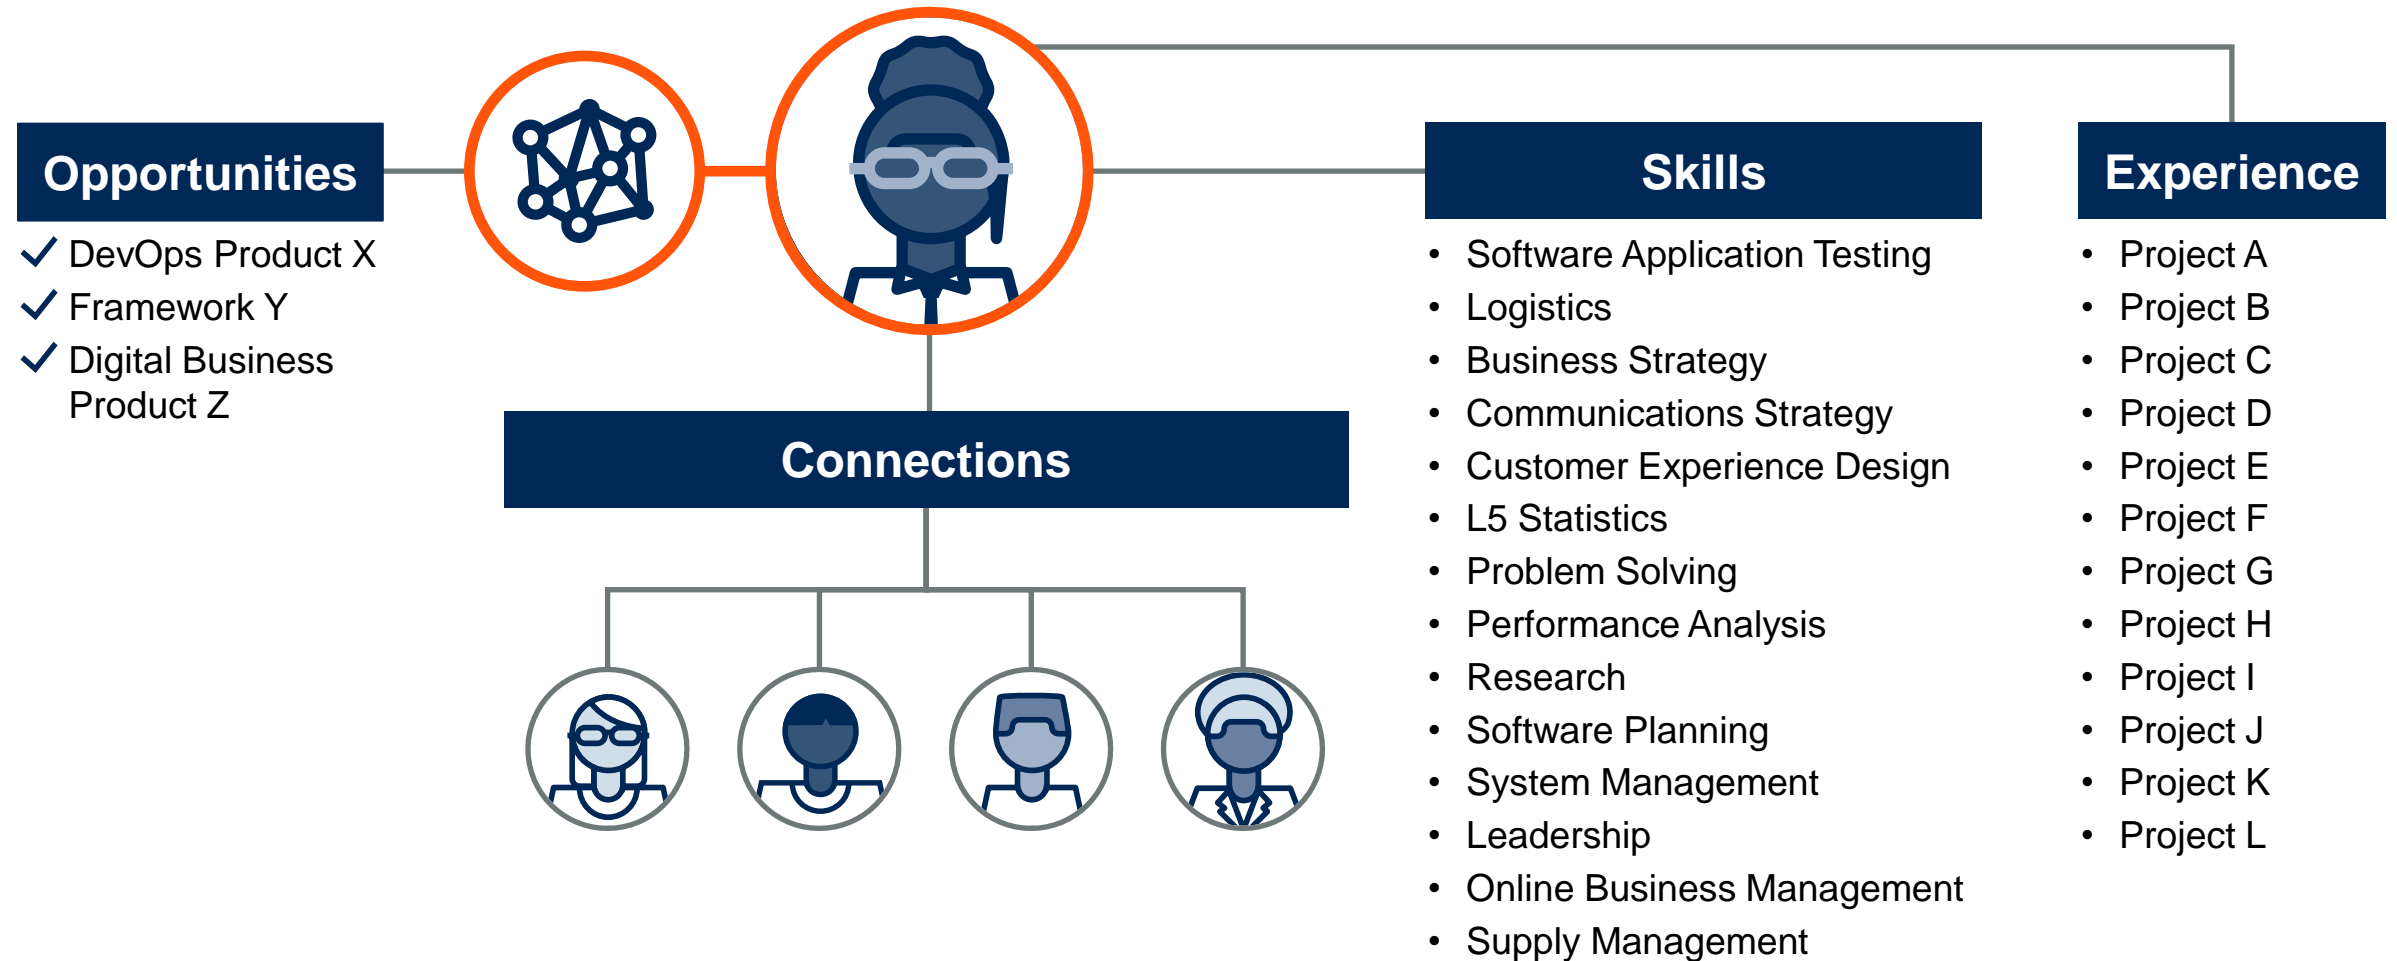 Opportunities
DevOps Product X
Framework Y
Digital Business
Product Z
Connections
Skills
• Software Application Testing
• Logistics
• Business Strategy
• Communications Strategy
• Customer Experience Design
• L5 Statistics
• Problem Solving
• Performance Analysis
• Research
• Software Planning
• System Management
• Leadership
• Online Business Management
• Supply Management
Experience
• Project A
• Project B
• Project C
• Project D
• Project E
• Project F
• Project G
• Project H
• Project I
• Project J
• Project K
• Project L